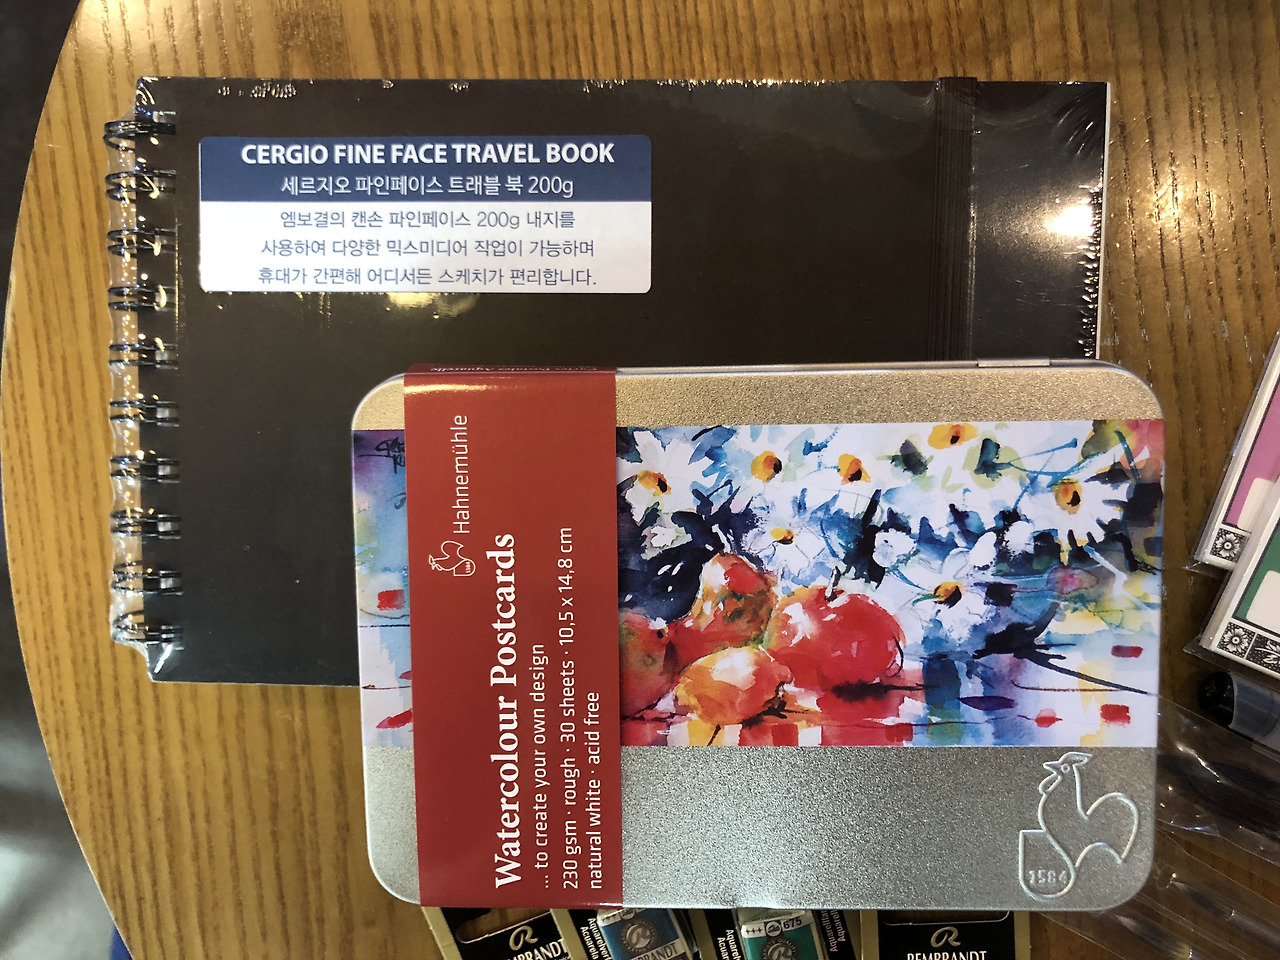 CERGIO FINE FACE TRAVEL BOOK
세르지오 파인페이스 트래블 북 200g
엠보결의 캔손 파인페이스 200g 내지를
사용하여 다양한 믹스미디어 작업이 가능하며
휴대가 간편해 어디서든 스케치가 편리합니다.
Hahnemühle
1584
Watercolour Postcards
... to create your own design
230 gsm · rough · 30 sheets · 10,5 x 14,8 cm
natural white · acid free
1584
R
675
+++
REMBRANDT